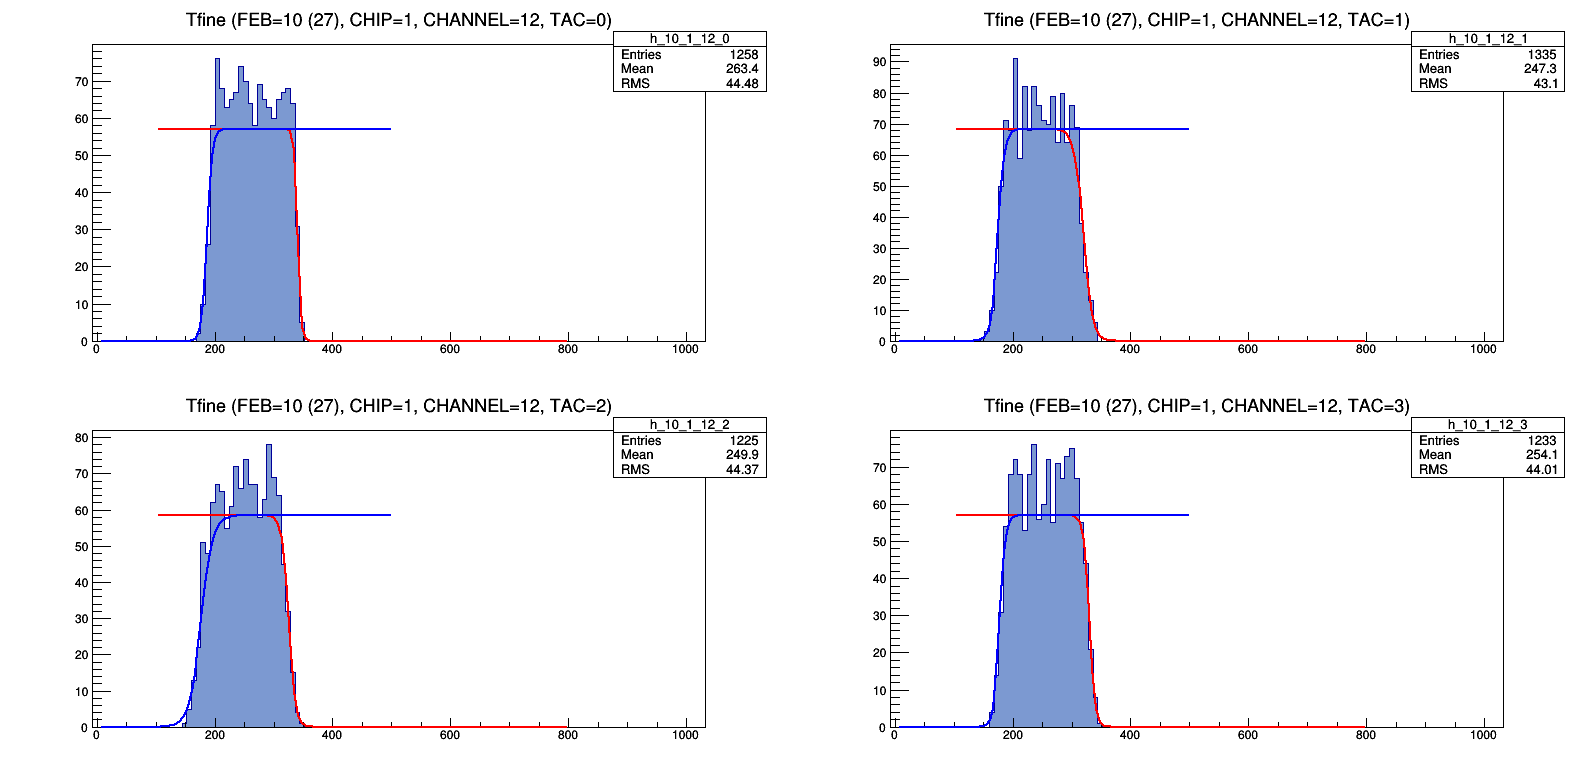 Tfine (FEB=10 (27), CHIP=1, CHANNEL=12, TAC=0)
h_10_1_12_0
Entries 1258
Mean 263.4
RMS 44.48
70
60
50
40
30
20
10
0
0 200 400 600 800 1000
Tfine (FEB=10 (27), CHIP=1, CHANNEL=12, TAC=1)
h_10_1_12_1
Entries 1335
Mean 247.3
RMS 43.1
90
80
70
60
50
40
30
20
10
0
0 200 400 600 800 1000
Tfine (FEB=10 (27), CHIP=1, CHANNEL=12, TAC=2)
h_10_1_12_2
Entries 1225
Mean 249.9
RMS 44.37
80
70
60
50
40
30
20
10
0
0 200 400 600 800 1000
Tfine (FEB=10 (27), CHIP=1, CHANNEL=12, TAC=3)
h_10_1_12_3
Entries 1233
Mean 254.1
RMS 44.01
70
60
50
40
30
20
10
0
0 200 400 600 800 1000